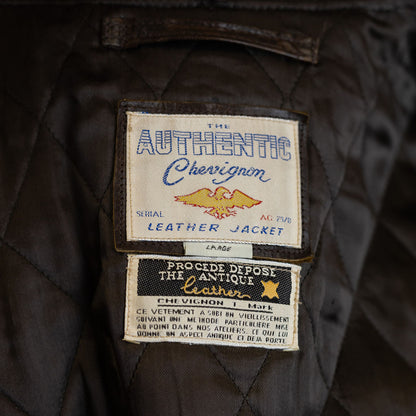 THE
AUTHENTIC
Chevignon
SERIAL AG 75/8
LEATHER JACKET
LARGE
PROCEDE DEPOSE
THE ANTIQUE
leather
CHEVIGNON T. Mark
CE VETEMENT A SUBI UN VIEILLISSEMENT
SUIVANT UNE METHODE PARTICULIERE MISE
AU POINT DANS NOS ATELIERS. CE QUI LUI
DONNE UN ASPECT ANTIQUE ET DEJA PORTE.